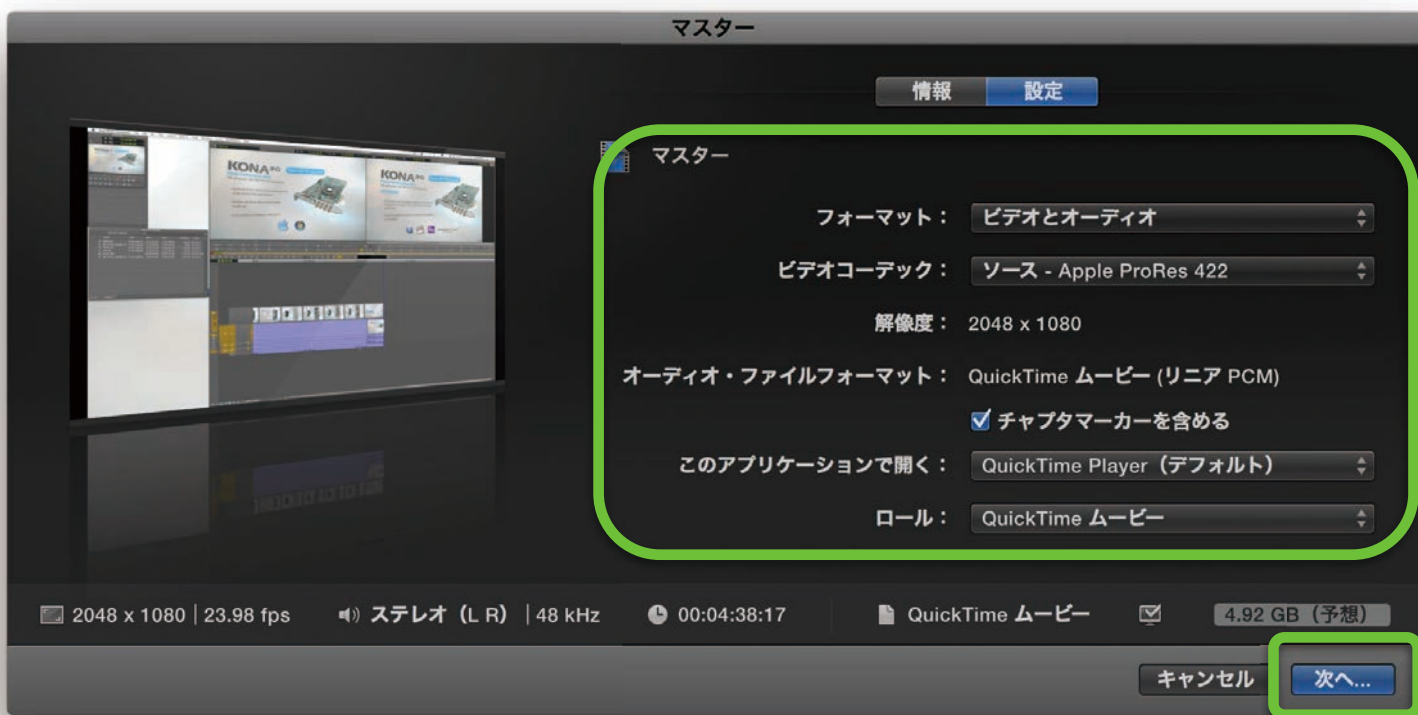 マスター
情報 設定
KONA KONA
マスター
フォーマット： ビデオとオーディオ
ビデオコーデック： ソース - Apple ProRes 422
解像度： 2048 x 1080
オーディオ・ファイルフォーマット： QuickTime ムービー (リニア PCM)
チャプタマーカーを含める
このアプリケーションで開く： QuickTime Player（デフォルト）
ロール： QuickTime ムービー
2048 x 1080 | 23.98 fps ステレオ（L R） | 48 kHz 00:04:38:17 QuickTime ムービー 4.92 GB（予想）
キャンセル 次へ...